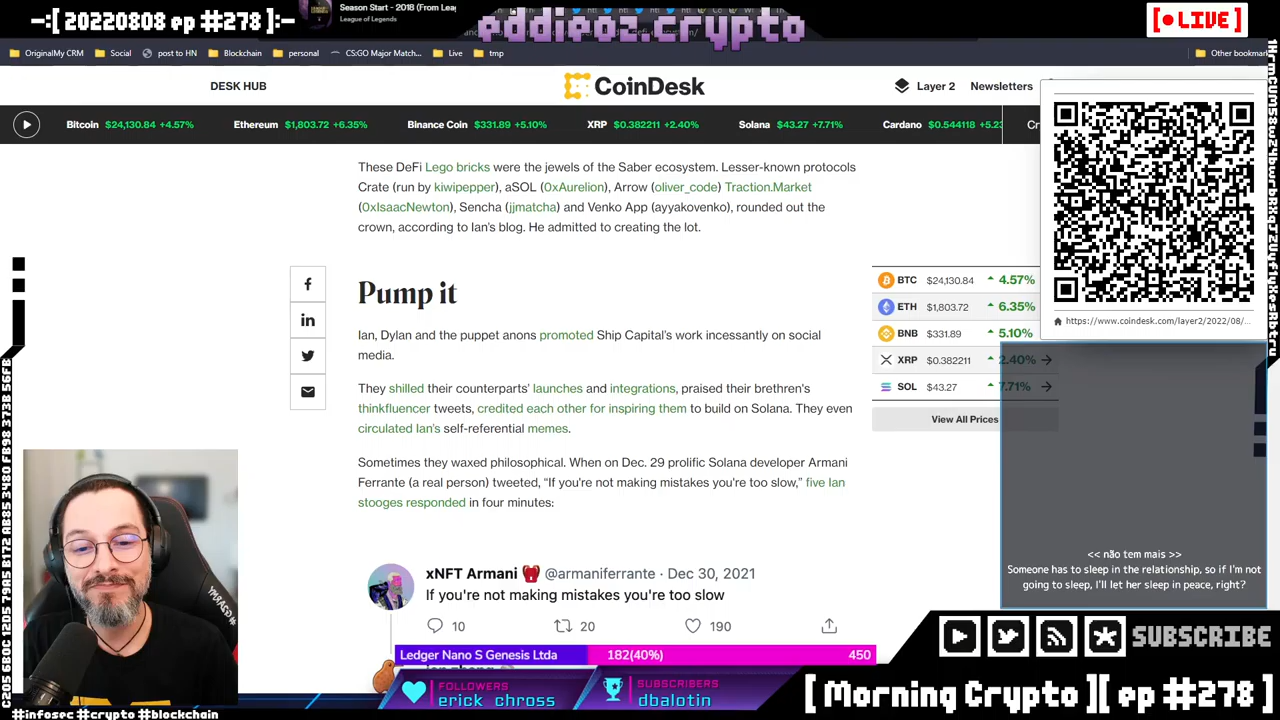 -:[ 20220808 ep #278 ]:-
Season Start - 2018 (From Leag
League of Legends
eddieoz.crypto
[● LIVE]
OriginalMy CRM
Social
post to HN
Blockchain
personal
CS:GO Major Match...
Live
tmp
Other bookmar
DESK HUB
CoinDesk
Layer 2
Newsletters
Bitcoin $24,130.84 +4.57%
Ethereum $1,803.72 +6.35%
Binance Coin $331.89 +5.10%
XRP $0.382211 +2.40%
Solana $43.27 +7.71%
Cardano $0.544118 +5.23
Cr
These DeFi Lego bricks were the jewels of the Saber ecosystem. Lesser-known protocols
Crate (run by kiwipepper), aSOL (0xAurelion), Arrow (oliver_code) Traction.Market
(0xIsaacNewton), Sencha (jjmatcha) and Venko App (ayyakovenko), rounded out the
crown, according to Ian's blog. He admitted to creating the lot.
Pump it
Ian, Dylan and the puppet anons promoted Ship Capital's work incessantly on social
media.
They shilled their counterparts' launches and integrations, praised their brethren's
thinkfluencer tweets, credited each other for inspiring them to build on Solana. They even
circulated Ian's self-referential memes.
Sometimes they waxed philosophical. When on Dec. 29 prolific Solana developer Armani
Ferrante (a real person) tweeted, “If you're not making mistakes you're too slow,” five Ian
stooges responded in four minutes:
xNFT Armani @armaniferrante · Dec 30, 2021
If you're not making mistakes you're too slow
10
20
190
BTC $24,130.84 4.57%
ETH $1,803.72 6.35%
BNB $331.89 5.10%
XRP $0.382211 2.40%
SOL $43.27 7.71%
View All Prices
https://www.coindesk.com/layer2/2022/08/...
<< não tem mais >>
Someone has to sleep in the relationship, so if I'm not
going to sleep, I'll let her sleep in peace, right?
Ledger Nano S Genesis Ltda
182(40%)
450
FOLLOWERS
erick_chross
SUBSCRIBERS
dbalotin
SUBSCRIBE
[ Morning Crypto ][ ep #278 ]
#infosec #crypto #blockchain